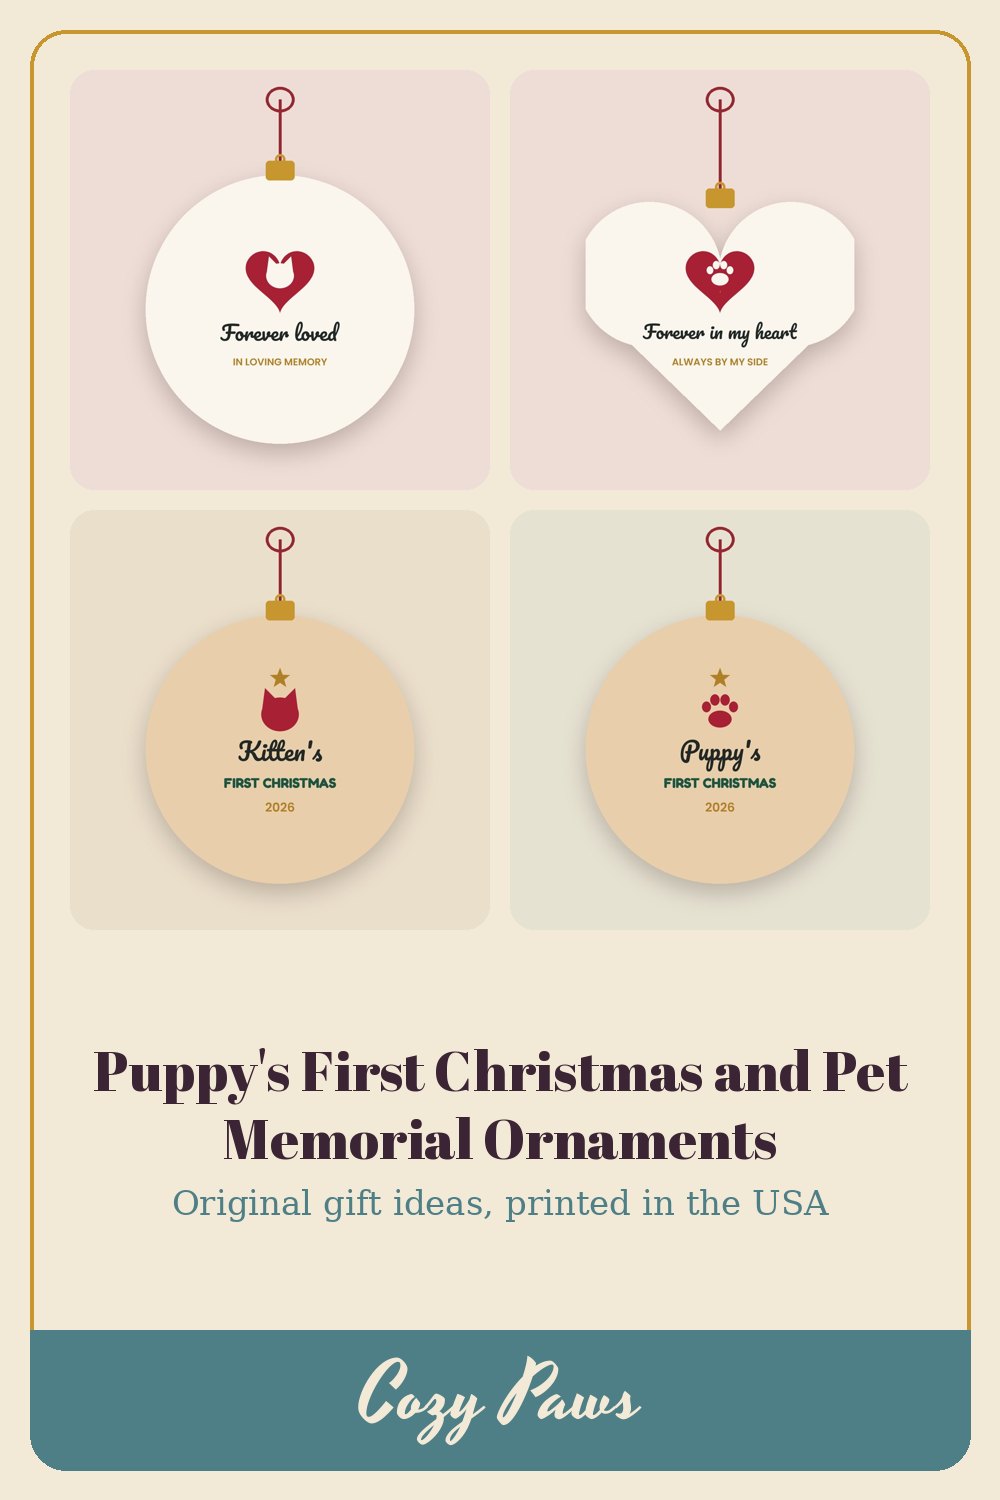 Forever loved
IN LOVING MEMORY
Forever in my heart
ALWAYS BY MY SIDE
Kitten's
FIRST CHRISTMAS
2026
Puppy's
FIRST CHRISTMAS
2026
Puppy's First Christmas and Pet
Memorial Ornaments
Original gift ideas, printed in the USA
Cozy Paws